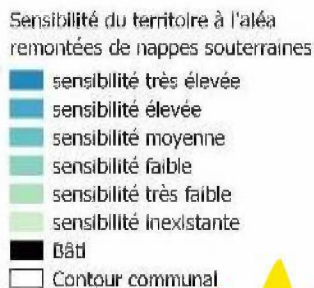 Sensibilité du territoire à l'aléa
remontées de nappes souterraines
sensibilité très élevée
sensibilité élevée
sensibilité moyenne
sensibilité faible
sensibilité très faible
sensibilité inexistante
Bâti
Contour communal